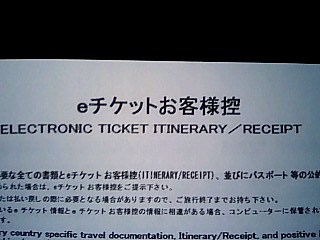 eチケットお客様控
ELECTRONIC TICKET ITINERARY／RECEIPT
要な全ての書類とeチケットお客様控(ITINERARY/RECEIPT)、並びにパスポート等の公的
められた場合は、eチケットお客様控をご提示下さい。
または払い戻しの際に必要となる場合がありますので、ご旅行終了までお持ち下さい。
いるeチケット情報とeチケットお客様控の情報に相違がある場合、コンピューターに保管され
ry country specific travel documentation, Itinerary/Receipt, and positive i